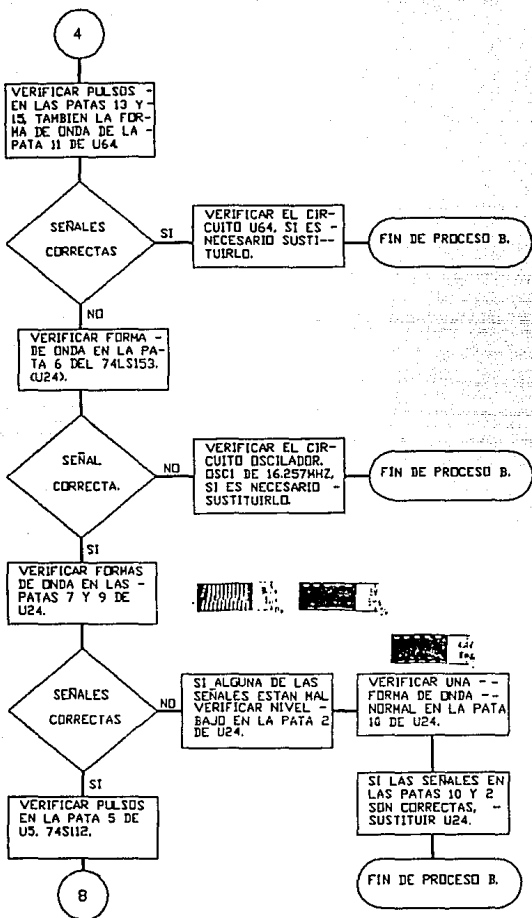 4
VERIFICAR PULSOS -
EN LAS PATAS 13 Y -
15, TAMBIEN LA FOR-
MA DE ONDA DE LA -
PATA 11 DE U64.
SEÑALES
CORRECTAS
SI
VERIFICAR EL CIR-
CUITO U64, SI ES -
NECESARIO SUSTI--
TUIRLO.
FIN DE PROCESO B.
NO
VERIFICAR FORMA -
DE ONDA EN LA PA-
TA 6 DEL 74LS153.
(U24).
SEÑAL
CORRECTA.
NO
VERIFICAR EL CIR-
CUITO OSCILADOR.
OSC1 DE 16.257MHZ,
SI ES NECESARIO -
SUSTITUIRLO.
FIN DE PROCESO B.
SI
VERIFICAR FORMAS
DE ONDA EN LAS -
PATAS 7 Y 9 DE
U24.
SEÑALES
CORRECTAS
NO
SI ALGUNA DE LAS
SEÑALES ESTAN MAL
VERIFICAR NIVEL -
BAJO EN LA PATA 2
DE U24.
VERIFICAR UNA --
FORMA DE ONDA --
NORMAL EN LA PATA
10 DE U24.
SI
VERIFICAR PULSOS
EN LA PATA 5 DE
U5. 74S112.
SI LAS SEÑALES EN
LAS PATAS 10 Y 2
SON CORRECTAS, -
SUSTITUIR U24.
8
FIN DE PROCESO B.